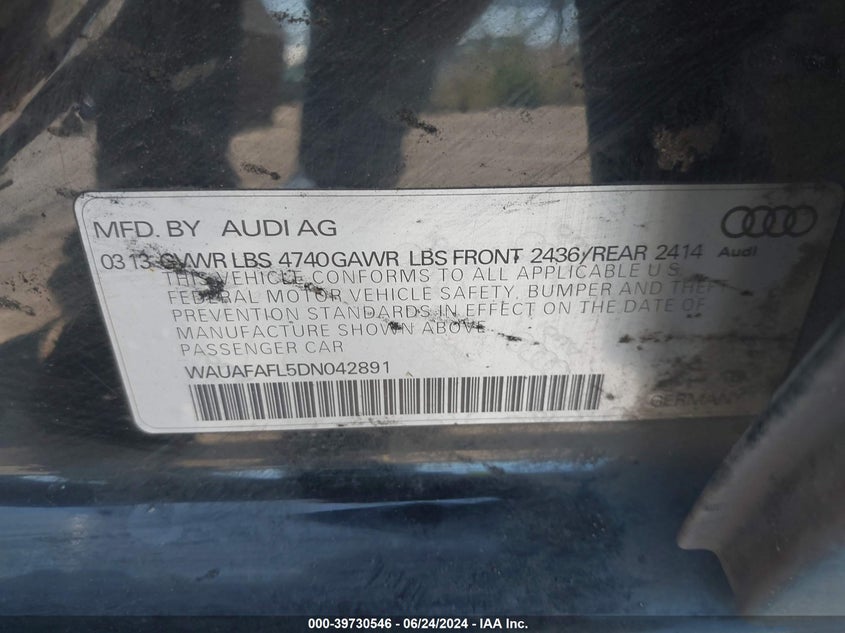 MFD. BY AUDI AG
Audi
03 13 GVWR LBS 4740 GAWR LBS FRONT 2436/REAR 2414
THIS VEHICLE CONFORMS TO ALL APPLICABLE U S
FEDERAL MOTOR VEHICLE SAFETY, BUMPER AND THEFT
PREVENTION STANDARDS IN EFFECT ON THE DATE OF
MANUFACTURE SHOWN ABOVE
PASSENGER CAR
WAUAFAFL5DN042891
GERMANY
000-39730546 - 06/24/2024 - IAA Inc.